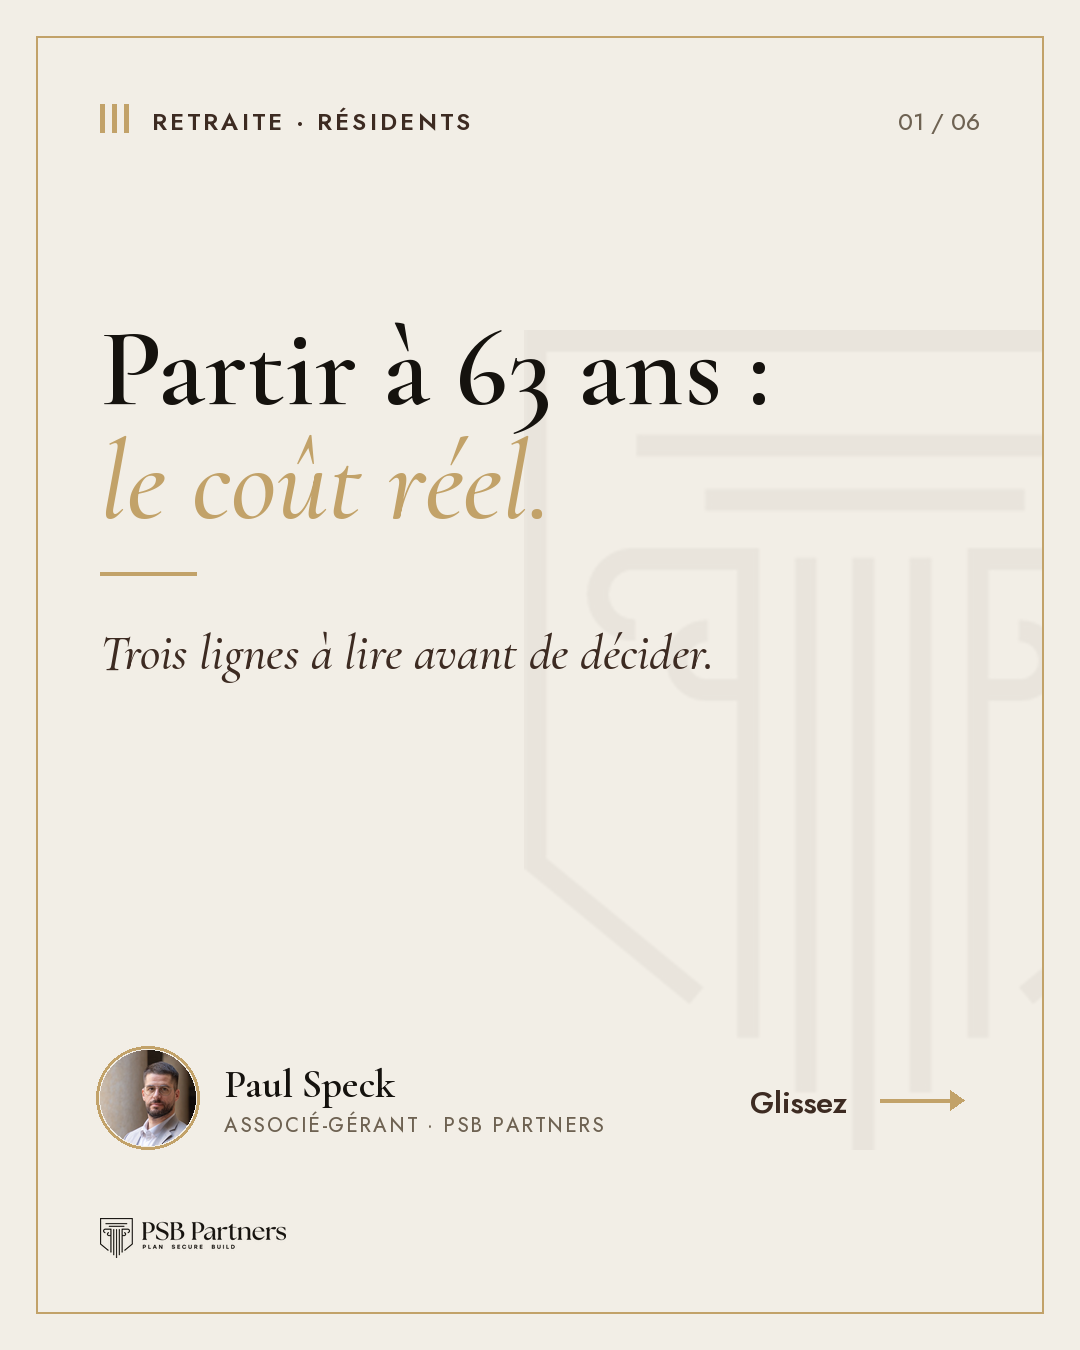 RETRAITE · RÉSIDENTS
01 / 06
Partir à 63 ans :
le coût réel.
Trois lignes à lire avant de décider.
Paul Speck
ASSOCIÉ-GÉRANT · PSB PARTNERS
Glissez
PSB Partners
PLAN SECURE BUILD